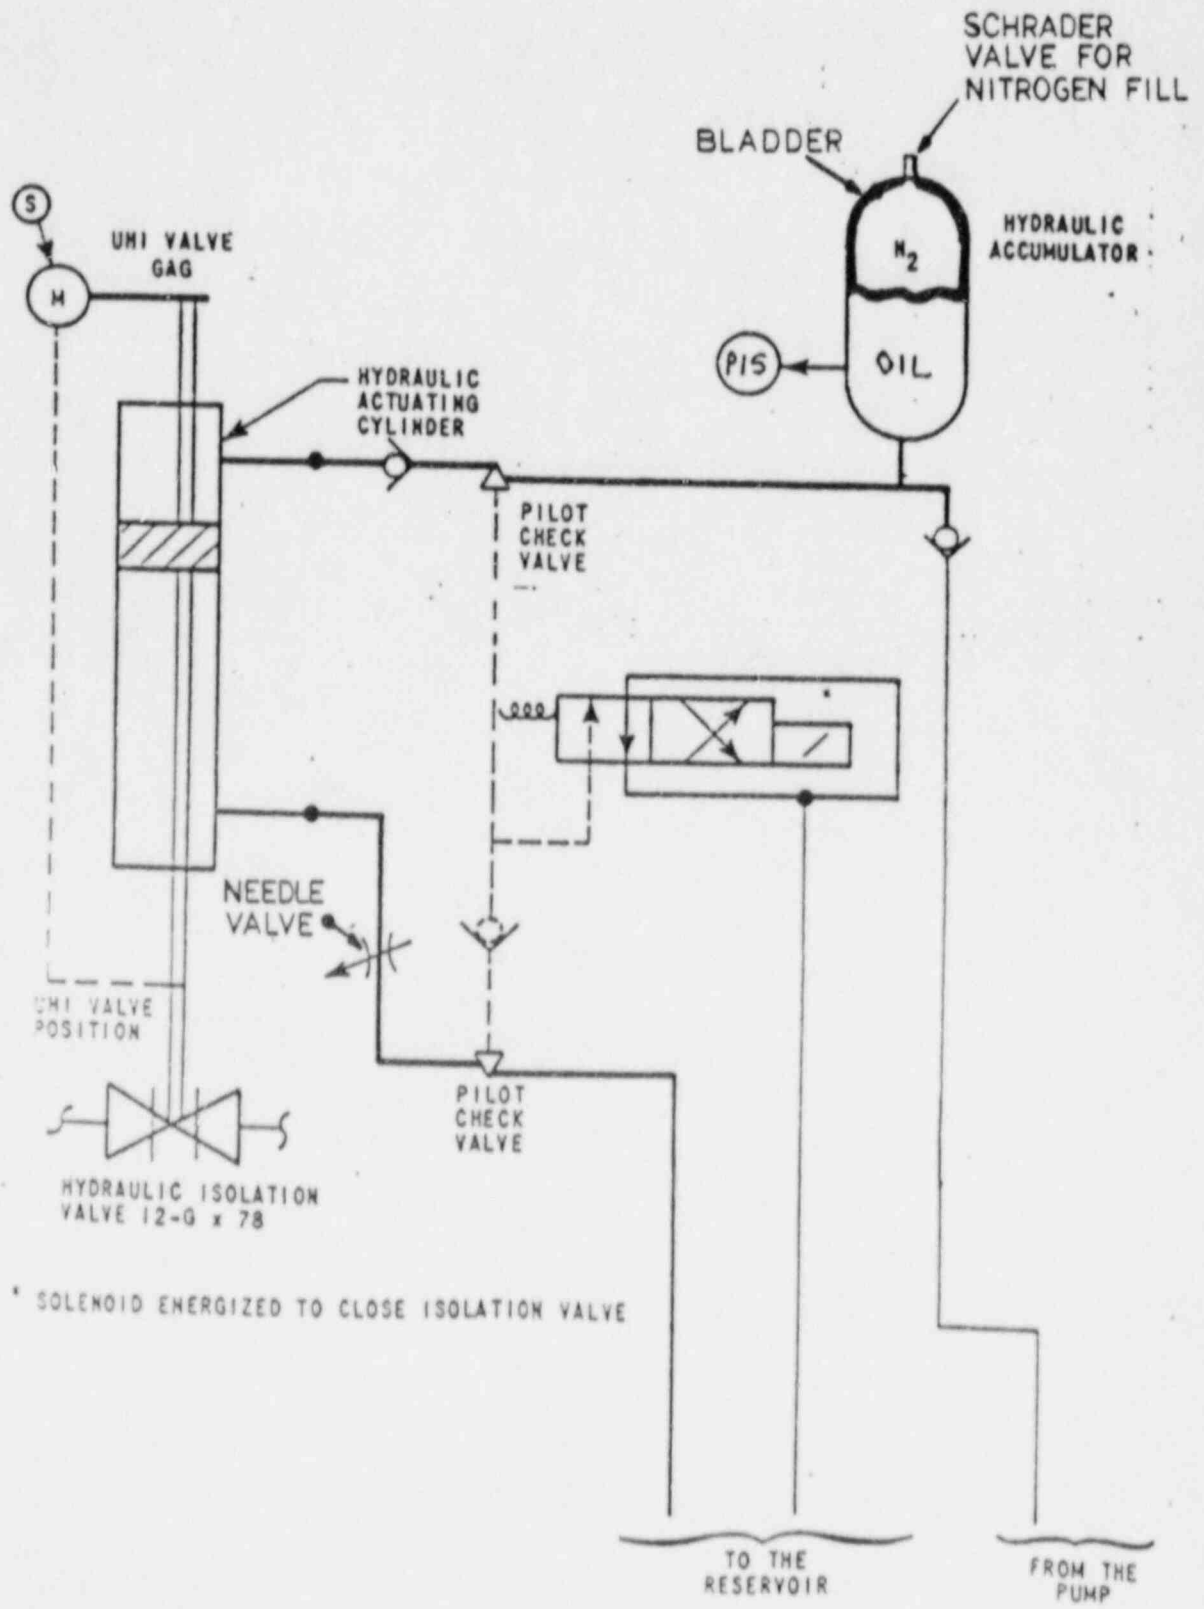 SCHRADER
VALVE FOR
NITROGEN FILL
BLADDER
S
UHI VALVE
GAG
HYDRAULIC
ACCUMULATOR
N2
M
P/S
OIL
HYDRAULIC
ACTUATING
CYLINDER
PILOT
CHECK
VALVE
*
NEEDLE
VALVE
UHI VALVE
POSITION
PILOT
CHECK
VALVE
HYDRAULIC ISOLATION
VALVE 12-G x 78
* SOLENOID ENERGIZED TO CLOSE ISOLATION VALVE
TO THE
RESERVOIR
FROM THE
PUMP